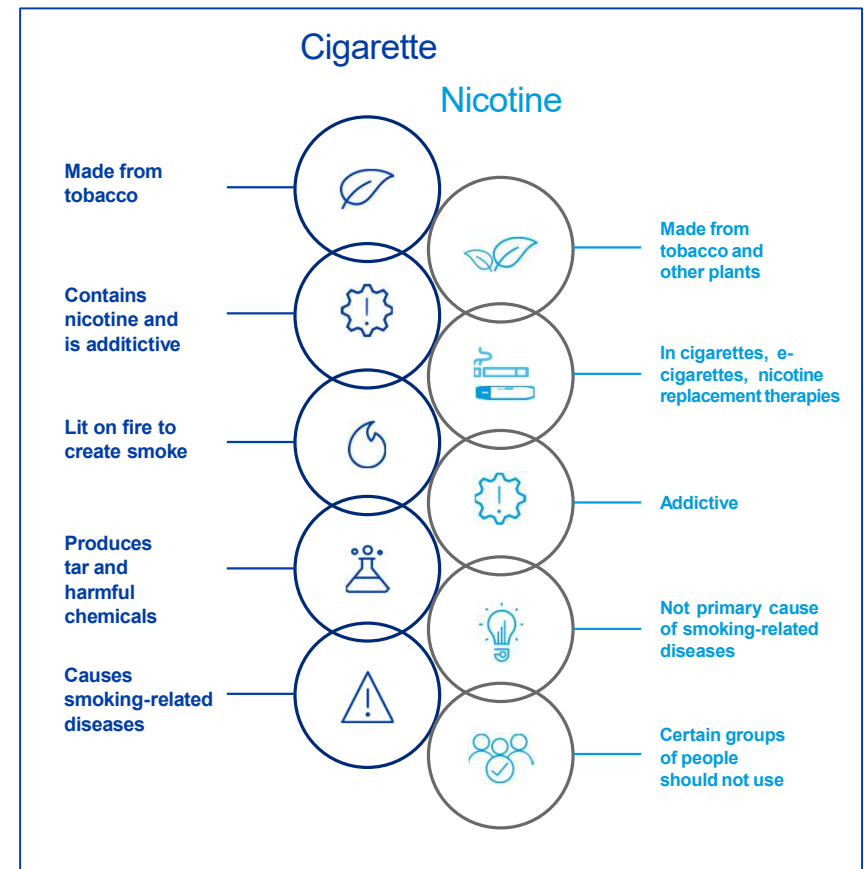 Cigarette
Nicotine
Made from
tobacco
Contains
nicotine and
is additictive
Lit on fire to
create smoke
Produces
tar and
harmful
chemicals
Causes
smoking-related
diseases
Made from
tobacco and
other plants
In cigarettes, e-
cigarettes, nicotine
replacement therapies
Addictive
Not primary cause
of smoking-related
diseases
Certain groups
of people
should not use